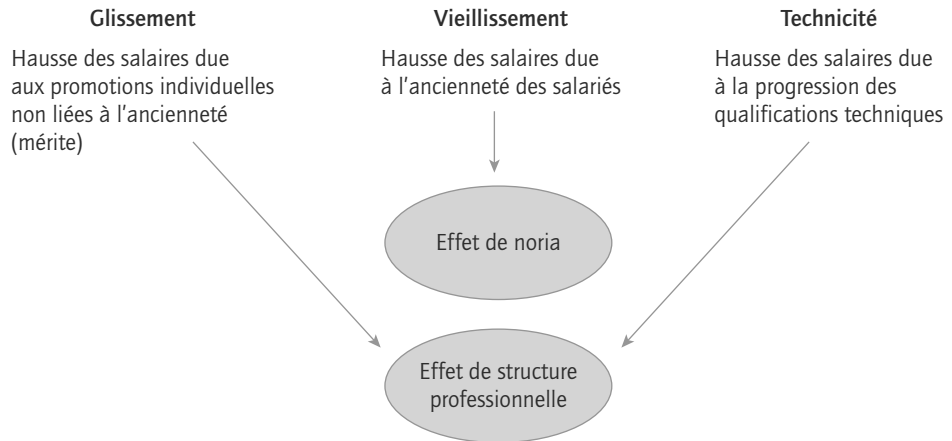 Glissement
Hausse des salaires due
aux promotions individuelles
non liées à l'ancienneté
(mérite)
Vieillissement
Hausse des salaires due
à l'ancienneté des salariés
Technicité
Hausse des salaires due
à la progression des
qualifications techniques
Effet de noria
Effet de structure
professionnelle